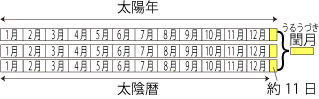 太陽年
うるうづき
閏月
1月 2月 3月 4月 5月 6月 7月 8月 9月 10月 11月 12月
1月 2月 3月 4月 5月 6月 7月 8月 9月 10月 11月 12月
1月 2月 3月 4月 5月 6月 7月 8月 9月 10月 11月 12月
太陰暦
約11日